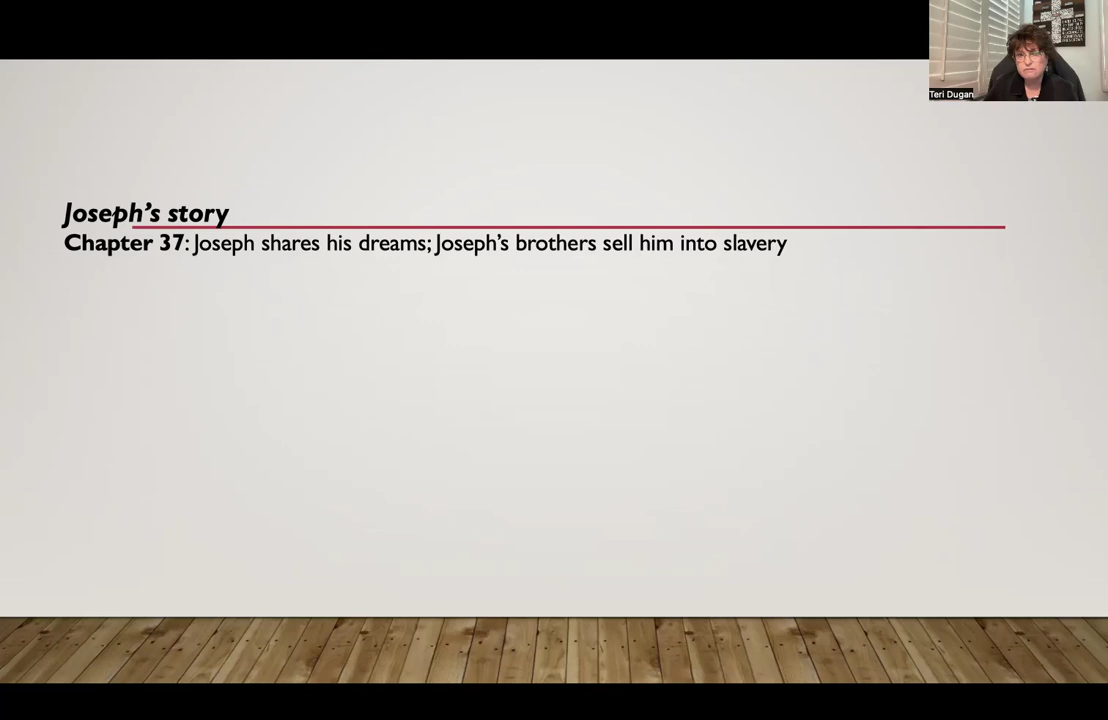 Teri Dugan
Joseph’s story
Chapter 37: Joseph shares his dreams; Joseph’s brothers sell him into slavery